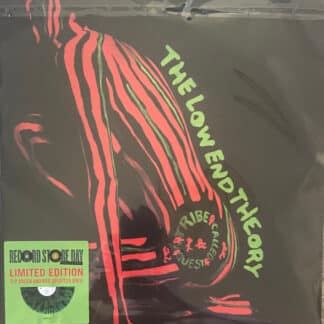 THE LOW END THEORY
A TRIBE CALLED QUEST
RECORD STORE DAY
LIMITED EDITION